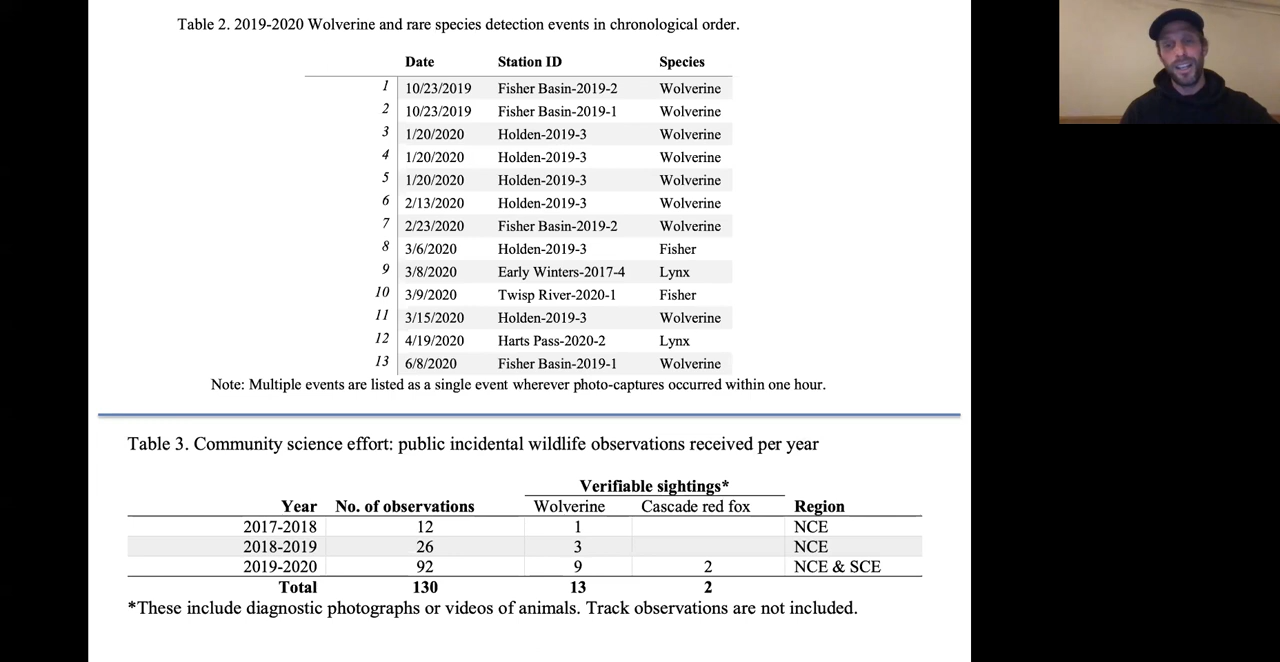 Table 2. 2019-2020 Wolverine and rare species detection events in chronological order.
Date Station ID Species
1 10/23/2019 Fisher Basin-2019-2 Wolverine
2 10/23/2019 Fisher Basin-2019-1 Wolverine
3 1/20/2020 Holden-2019-3 Wolverine
4 1/20/2020 Holden-2019-3 Wolverine
5 1/20/2020 Holden-2019-3 Wolverine
6 2/13/2020 Holden-2019-3 Wolverine
7 2/23/2020 Fisher Basin-2019-2 Wolverine
8 3/6/2020 Holden-2019-3 Fisher
9 3/8/2020 Early Winters-2017-4 Lynx
10 3/9/2020 Twisp River-2020-1 Fisher
11 3/15/2020 Holden-2019-3 Wolverine
12 4/19/2020 Harts Pass-2020-2 Lynx
13 6/8/2020 Fisher Basin-2019-1 Wolverine
Note: Multiple events are listed as a single event wherever photo-captures occurred within one hour.
Table 3. Community science effort: public incidental wildlife observations received per year
Verifiable sightings*
Year No. of observations Wolverine Cascade red fox Region
2017-2018 12 1 NCE
2018-2019 26 3 NCE
2019-2020 92 9 2 NCE & SCE
Total 130 13 2
*These include diagnostic photographs or videos of animals. Track observations are not included.